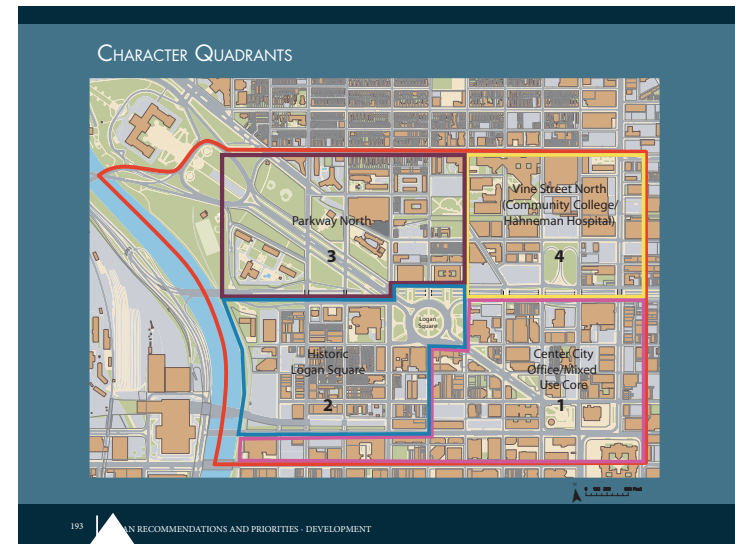 CHARACTER QUADRANTS
Vine Street North
(Community College/
Hahneman Hospital)
4
Parkway North
3
Logan
Square
Historic
Logan Square
2
Center City
Office/Mixed
Use Core
1
193
AN RECOMMENDATIONS AND PRIORITIES - DEVELOPMENT